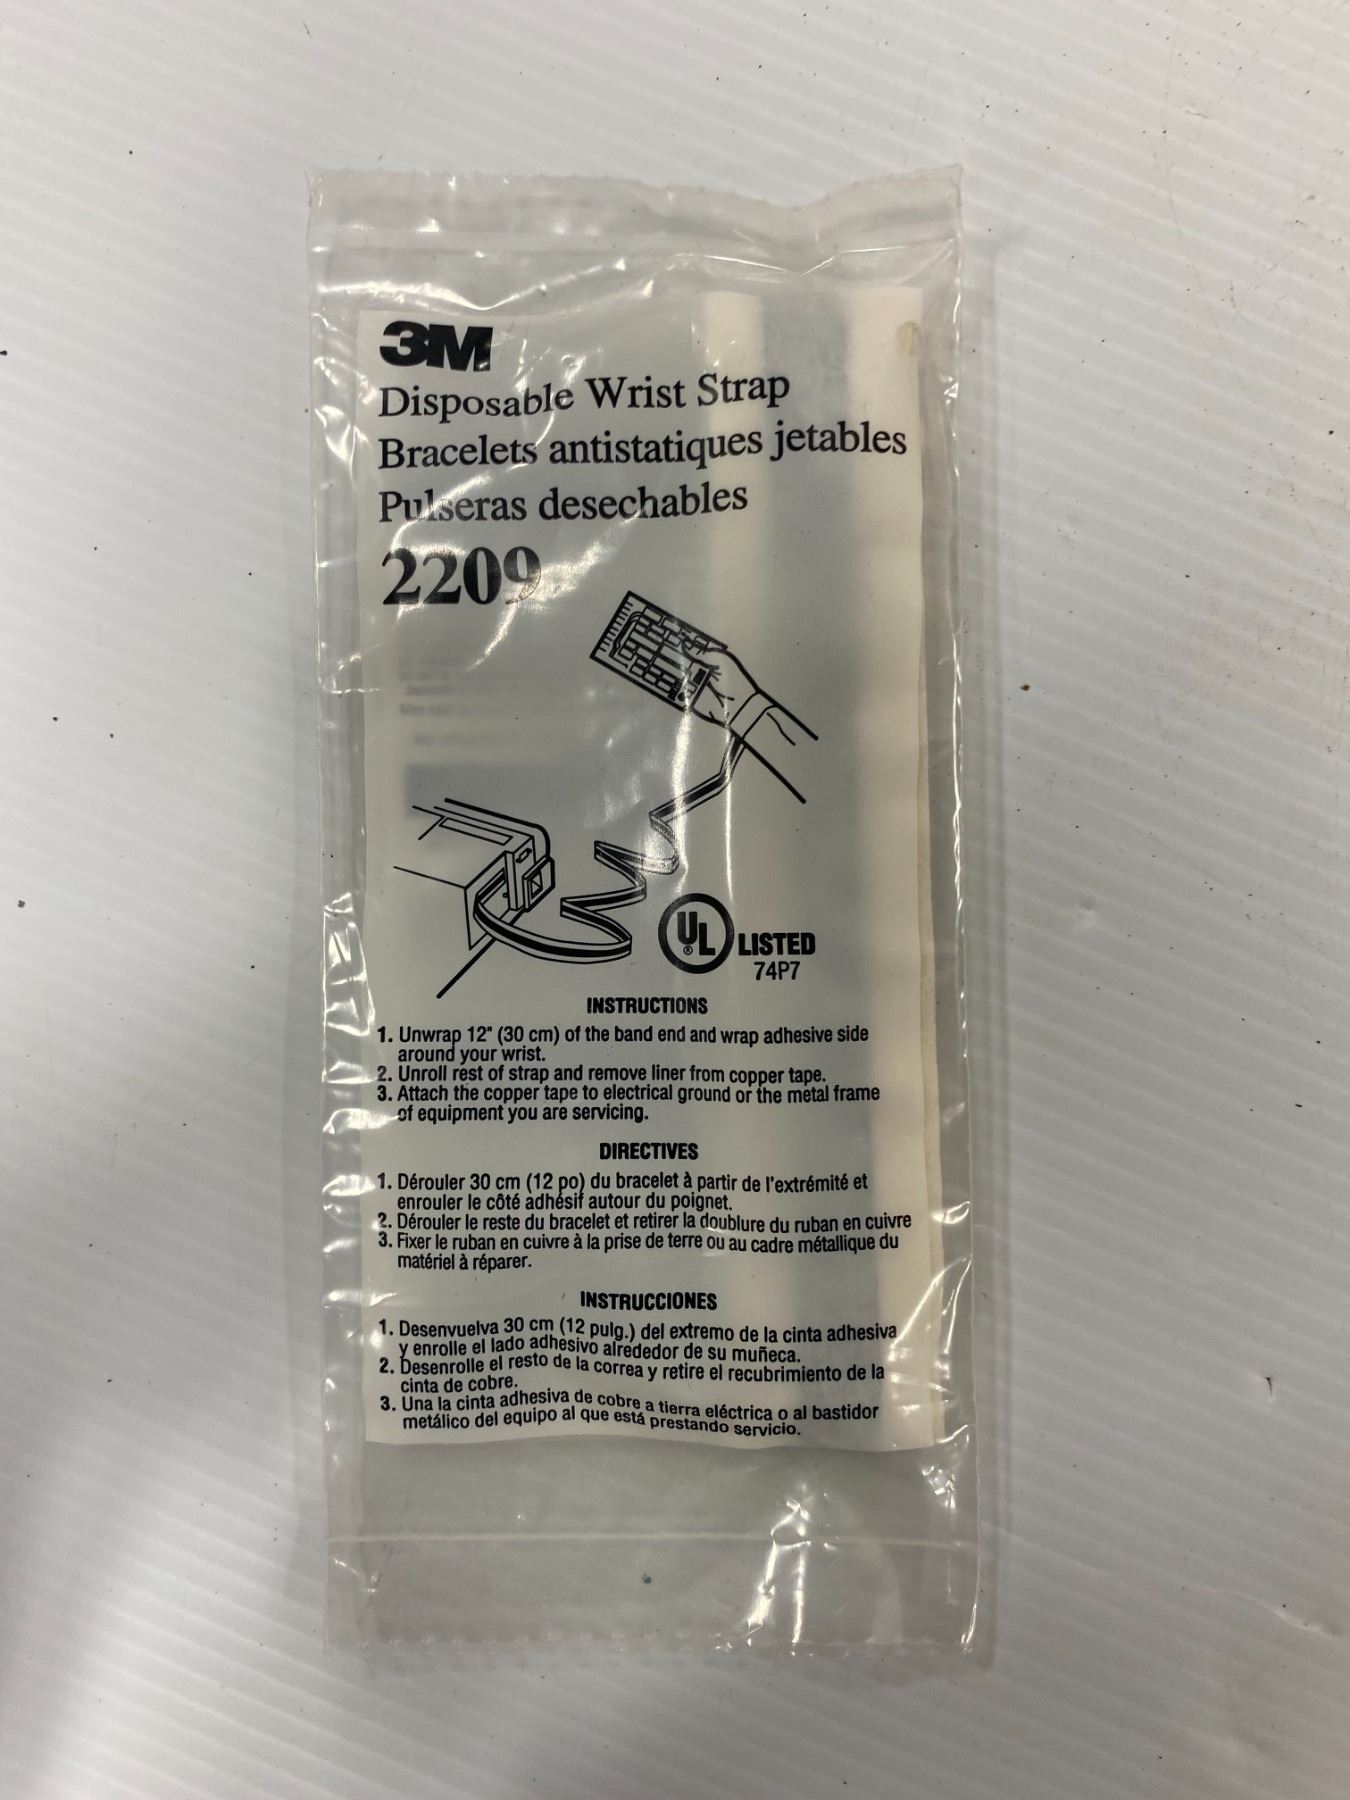 3M
Disposable Wrist Strap
Bracelets antistatiques jetables
Pulseras desechables
2209
UL
®
LISTED
74P7
INSTRUCTIONS
1. Unwrap 12" (30 cm) of the band end and wrap adhesive side
around your wrist.
2. Unroll rest of strap and remove liner from copper tape.
3. Attach the copper tape to electrical ground or the metal frame
of equipment you are servicing.
DIRECTIVES
1. Dérouler 30 cm (12 po) du bracelet à partir de l'extrémité et
enrouler le côté adhésif autour du poignet.
2. Dérouler le reste du bracelet et retirer la doublure du ruban en cuivre
3. Fixer le ruban en cuivre à la prise de terre ou au cadre métallique du
matériel à réparer.
INSTRUCCIONES
1. Desenvuelva 30 cm (12 pulg.) del extremo de la cinta adhesiva
y enrolle el lado adhesivo alrededor de su muñeca.
2. Desenrolle el resto de la correa y retire el recubrimiento de la
cinta de cobre.
3. Una la cinta adhesiva de cobre a tierra eléctrica o al bastidor
metálico del equipo al que está prestando servicio.